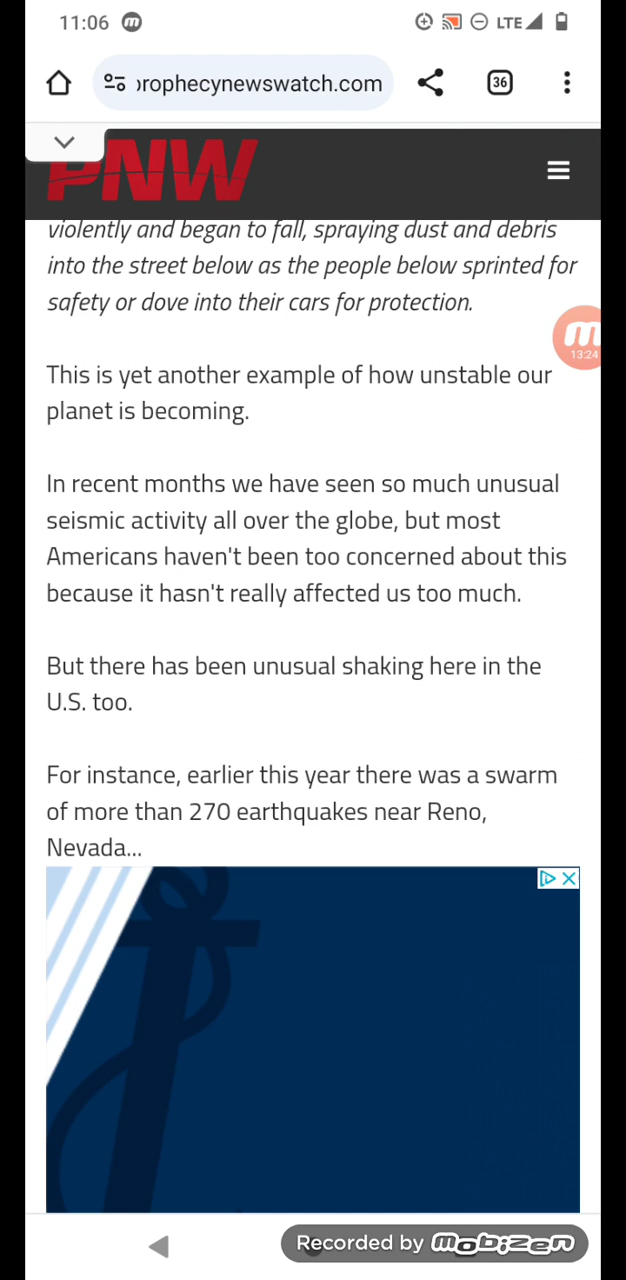 11:06
LTE
prophecynewswatch.com
36
PNW
violently and began to fall, spraying dust and debris
into the street below as the people below sprinted for
safety or dove into their cars for protection.
13:24
This is yet another example of how unstable our
planet is becoming.
In recent months we have seen so much unusual
seismic activity all over the globe, but most
Americans haven't been too concerned about this
because it hasn't really affected us too much.
But there has been unusual shaking here in the
U.S. too.
For instance, earlier this year there was a swarm
of more than 270 earthquakes near Reno,
Nevada...
Recorded by mobizen